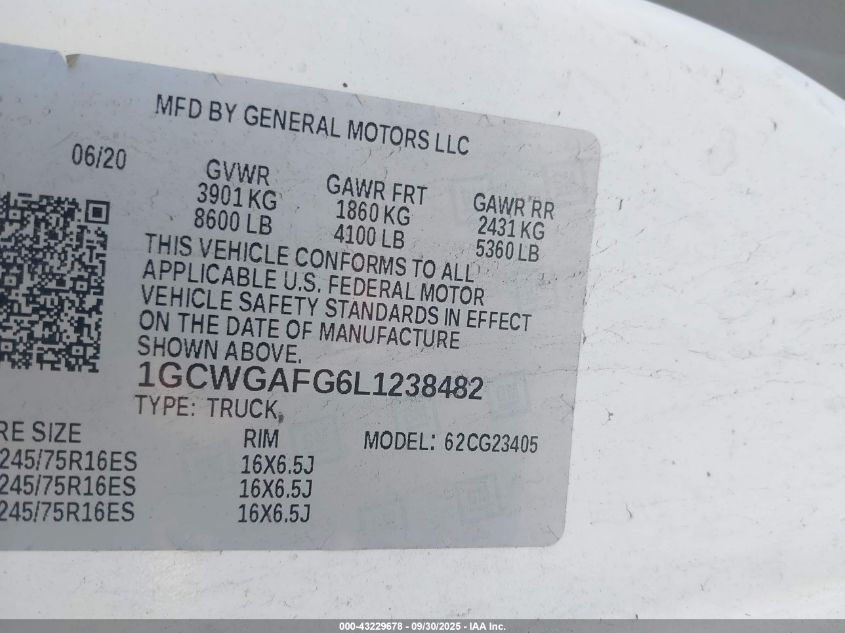 MFD BY GENERAL MOTORS LLC
06/20
GVWR
3901 KG
8600 LB
GAWR FRT
1860 KG
4100 LB
GAWR RR
2431 KG
5360 LB
THIS VEHICLE CONFORMS TO ALL
APPLICABLE U.S. FEDERAL MOTOR
VEHICLE SAFETY STANDARDS IN EFFECT
ON THE DATE OF MANUFACTURE
SHOWN ABOVE.
1GCWGAFG6L1238482
TYPE: TRUCK
RE SIZE RIM MODEL: 62CG23405
245/75R16ES 16X6.5J
245/75R16ES 16X6.5J
245/75R16ES 16X6.5J
000-43229678 - 09/30/2025 - IAA Inc.